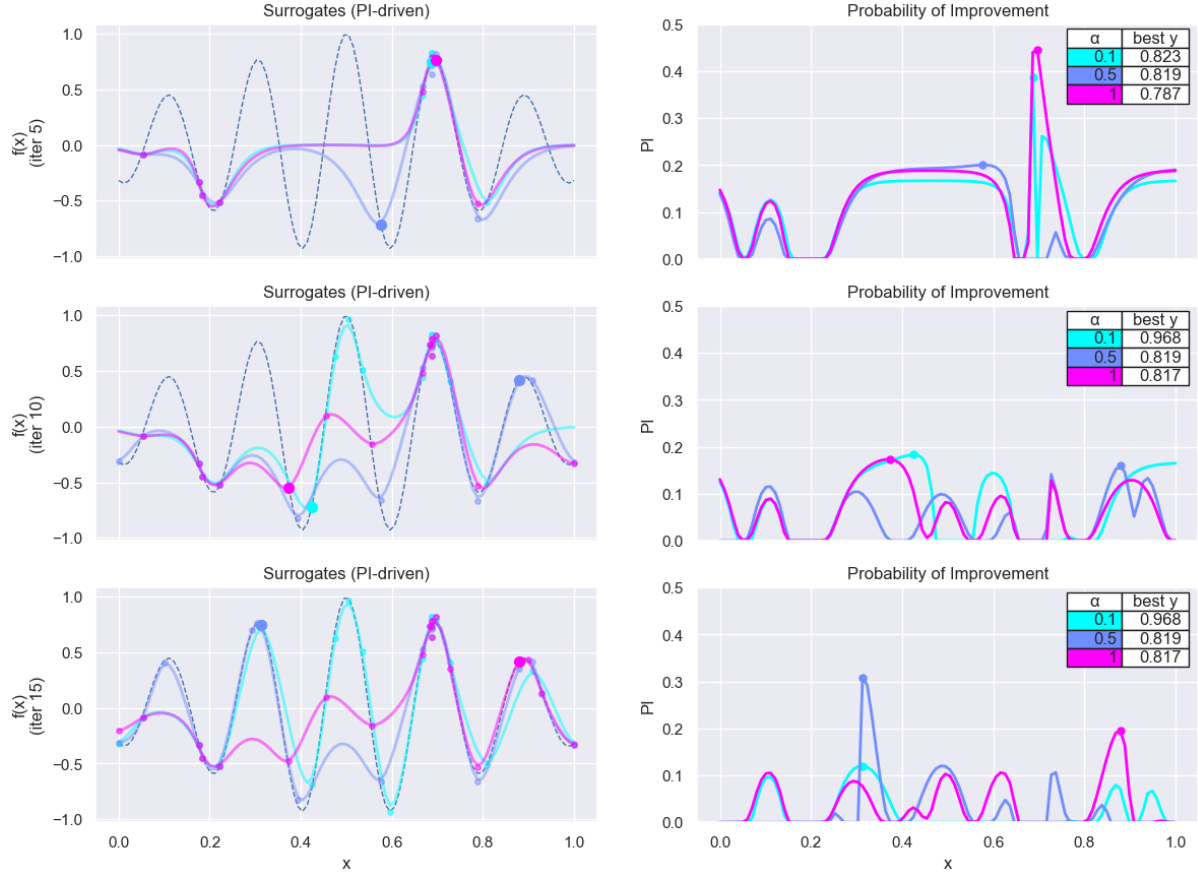 Surrogates (PI-driven)
1.0
0.5
0.0
−0.5
−1.0
f(x)
(iter 5)
Probability of Improvement
0.5
0.4
0.3
0.2
0.1
0.0
PI
α best y
0.1 0.823
0.5 0.819
1 0.787
Surrogates (PI-driven)
1.0
0.5
0.0
−0.5
−1.0
f(x)
(iter 10)
Probability of Improvement
0.5
0.4
0.3
0.2
0.1
0.0
PI
α best y
0.1 0.968
0.5 0.819
1 0.817
Surrogates (PI-driven)
1.0
0.5
0.0
−0.5
−1.0
f(x)
(iter 15)
0.0 0.2 0.4 0.6 0.8 1.0
x
Probability of Improvement
0.5
0.4
0.3
0.2
0.1
0.0
PI
α best y
0.1 0.968
0.5 0.819
1 0.817
0.0 0.2 0.4 0.6 0.8 1.0
x